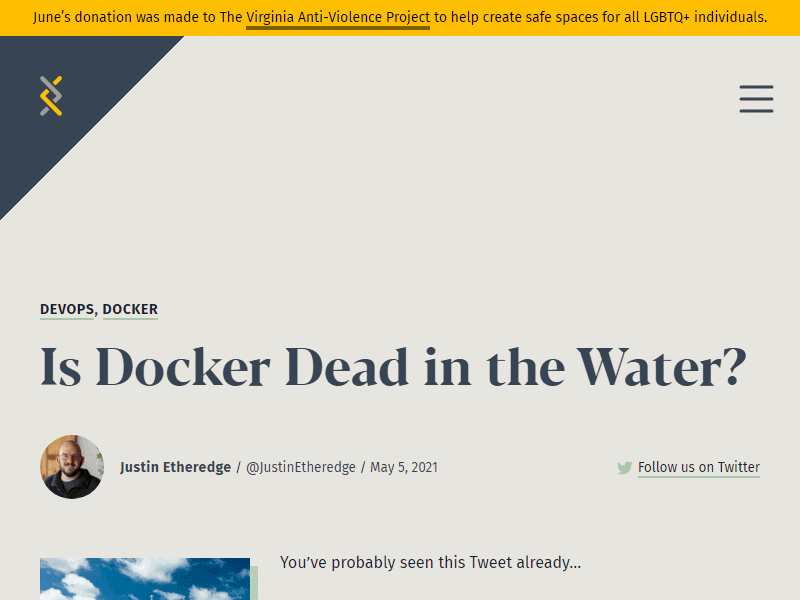 June’s donation was made to The Virginia Anti-Violence Project to help create safe spaces for all LGBTQ+ individuals.
DEVOPS, DOCKER
Is Docker Dead in the Water?
Justin Etheredge / @JustinEtheredge / May 5, 2021
Follow us on Twitter
You’ve probably seen this Tweet already...